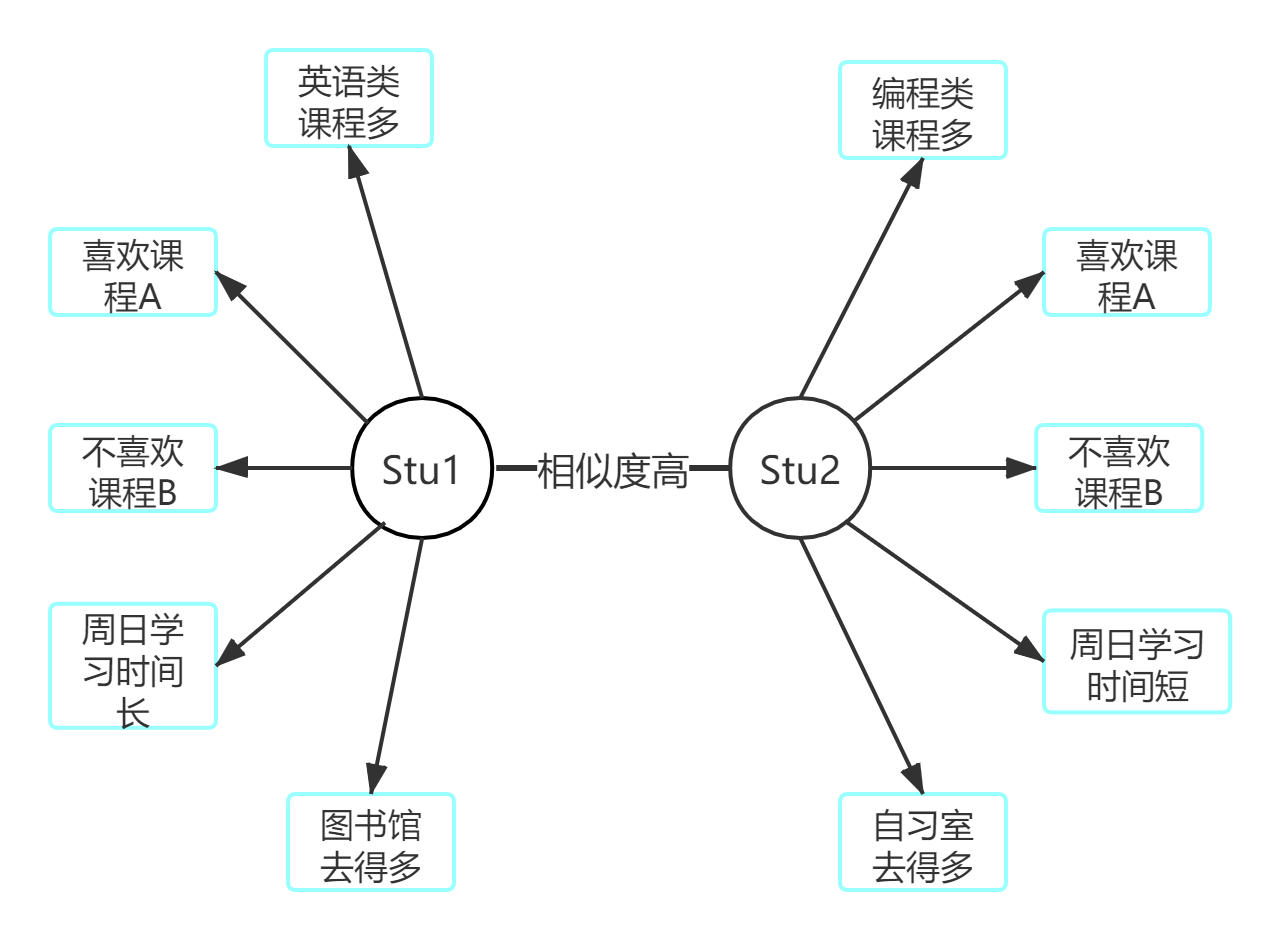 英语类
课程多
编程类
课程多
喜欢课
程A
喜欢课
程A
不喜欢
课程B
Stu1
相似度高
Stu2
不喜欢
课程B
周日学
习时间
长
周日学习
时间短
图书馆
去得多
自习室
去得多